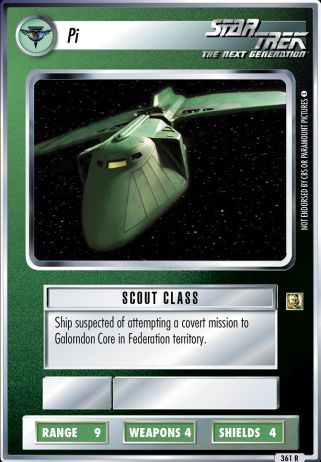 Pi
STAR TREK
THE NEXT GENERATION
NOT ENDORSED BY CBS OR PARAMOUNT PICTURES
SCOUT CLASS
Ship suspected of attempting a covert mission to
Galorndon Core in Federation territory.
RANGE 9 WEAPONS 4 SHIELDS 4
361 R